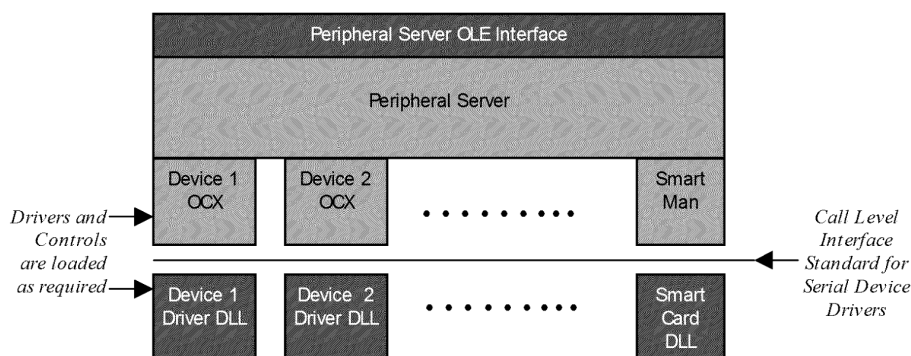 Peripheral Server OLE Interface
Peripheral Server
Device 1
OCX
Device 2
OCX
Smart
Man
Drivers and
Controls
are loaded
as required
Call Level
Interface
Standard for
Serial Device
Drivers
Device 1
Driver DLL
Device 2
Driver DLL
Smart
Card
DLL